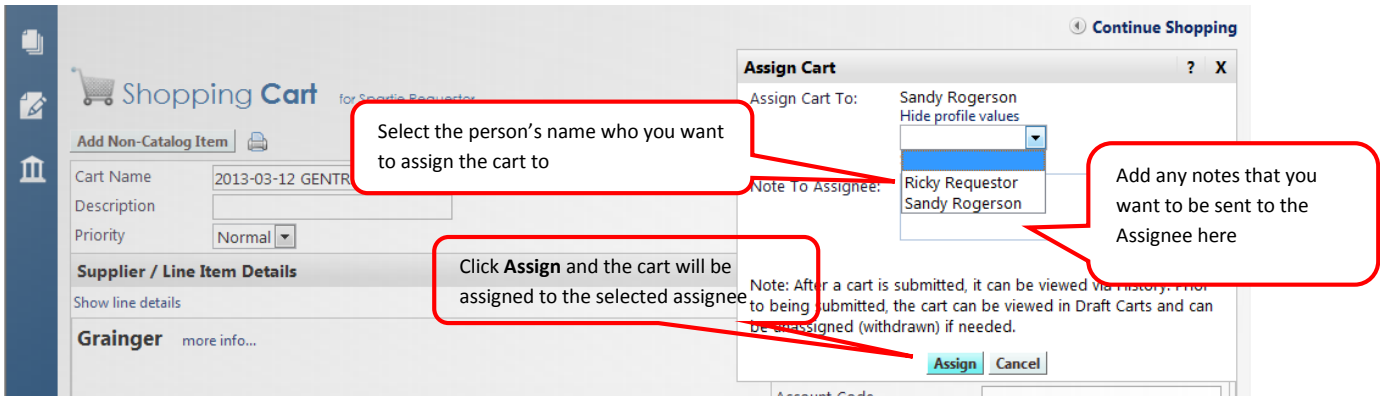 Continue Shopping
Shopping Cart for Spartie Requestor
Add Non-Catalog Item
Cart Name 2013-03-12 GENTR
Description
Priority Normal
Supplier / Line Item Details
Show line details
Grainger more info...
Select the person's name who you want
to assign the cart to
Click Assign and the cart will be
assigned to the selected assignee
Assign Cart ? X
Assign Cart To: Sandy Rogerson
Hide profile values
Ricky Requestor
Sandy Rogerson
Note To Assignee:
Add any notes that you
want to be sent to the
Assignee here
Note: After a cart is submitted, it can be viewed via History. Prior
to being submitted, the cart can be viewed in Draft Carts and can
be unassigned (withdrawn) if needed.
Assign Cancel
Account Code